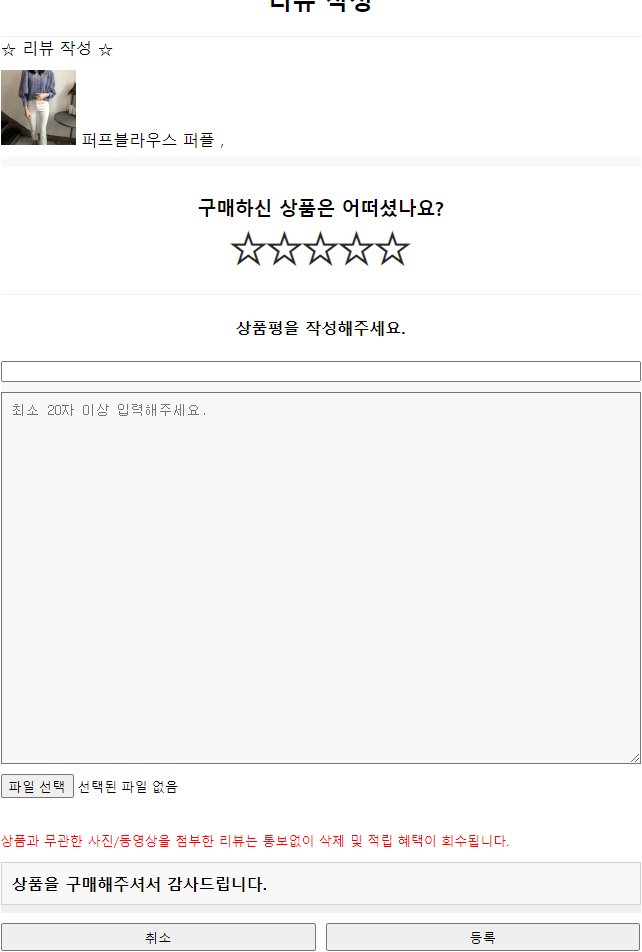 리뷰 작성
☆ 리뷰 작성 ☆
퍼프블라우스 퍼플 ,
구매하신 상품은 어떠셨나요?
☆☆☆☆☆
상품평을 작성해주세요.
최소 20자 이상 입력해주세요.
파일 선택 선택된 파일 없음
상품과 무관한 사진/동영상을 첨부한 리뷰는 통보없이 삭제 및 적립 혜택이 회수됩니다.
상품을 구매해주셔서 감사드립니다.
취소 등록